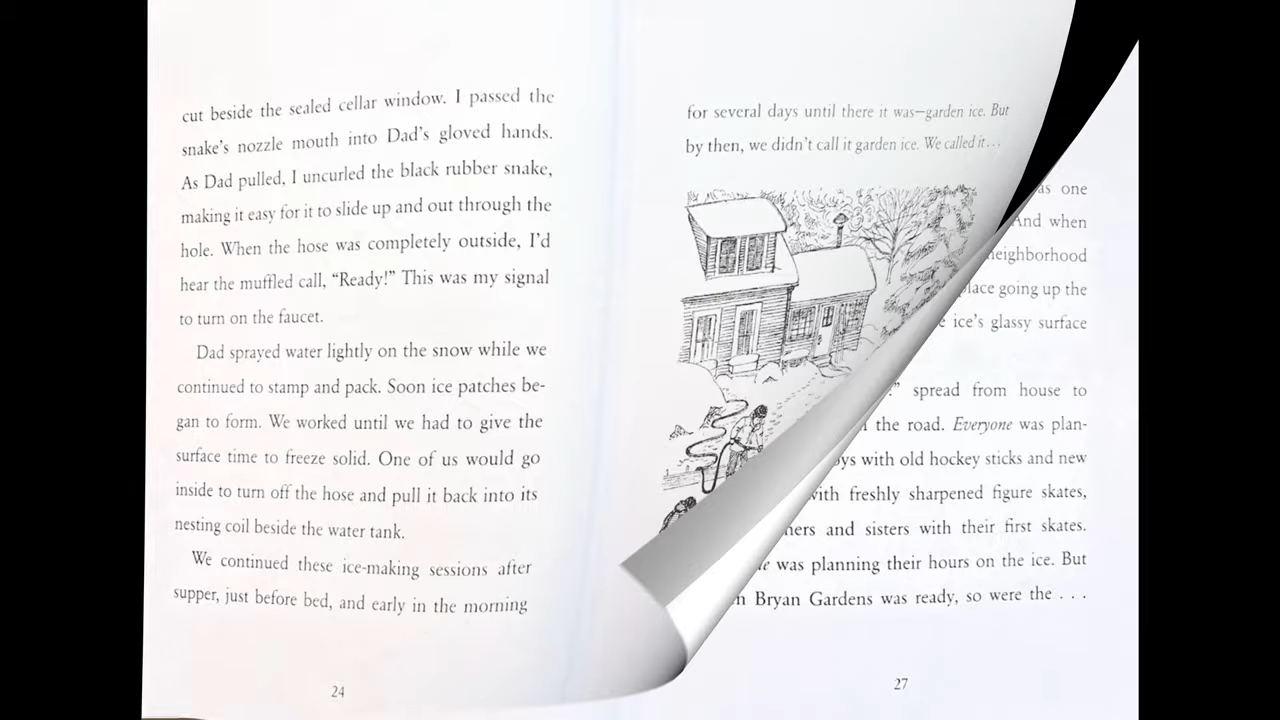 cut beside the sealed cellar window. I passed the
snake's nozzle mouth into Dad's gloved hands.
As Dad pulled, I uncurled the black rubber snake,
making it easy for it to slide up and out through the
hole. When the hose was completely outside, I'd
hear the muffled call, “Ready!” This was my signal
to turn on the faucet.
Dad sprayed water lightly on the snow while we
continued to stamp and pack. Soon ice patches be-
gan to form. We worked until we had to give the
surface time to freeze solid. One of us would go
inside to turn off the hose and pull it back into its
nesting coil beside the water tank.
We continued these ice-making sessions after
supper, just before bed, and early in the morning
24
for several days until there it was—garden ice. But
by then, we didn't call it garden ice. We called it…
as one
And when
neighborhood
place going up the
ice's glassy surface
” spread from house to
the road. Everyone was plan-
with old hockey sticks and new
with freshly sharpened figure skates,
and sisters with their first skates.
was planning their hours on the ice. But
Bryan Gardens was ready, so were the . . .
27